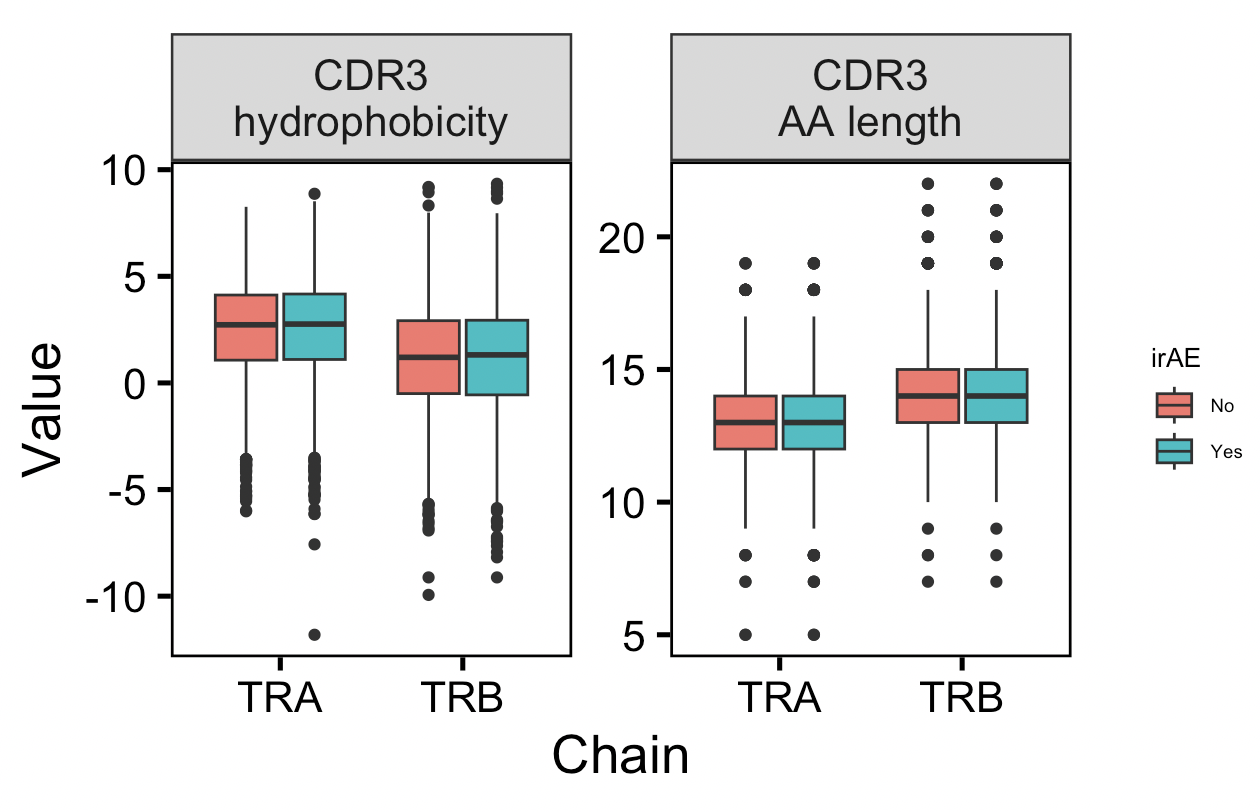 CDR3
hydrophobicity
CDR3
AA length
10
5
0
-5
-10
20
15
10
5
Value
TRA
TRB
TRA
TRB
Chain
irAE
No
Yes